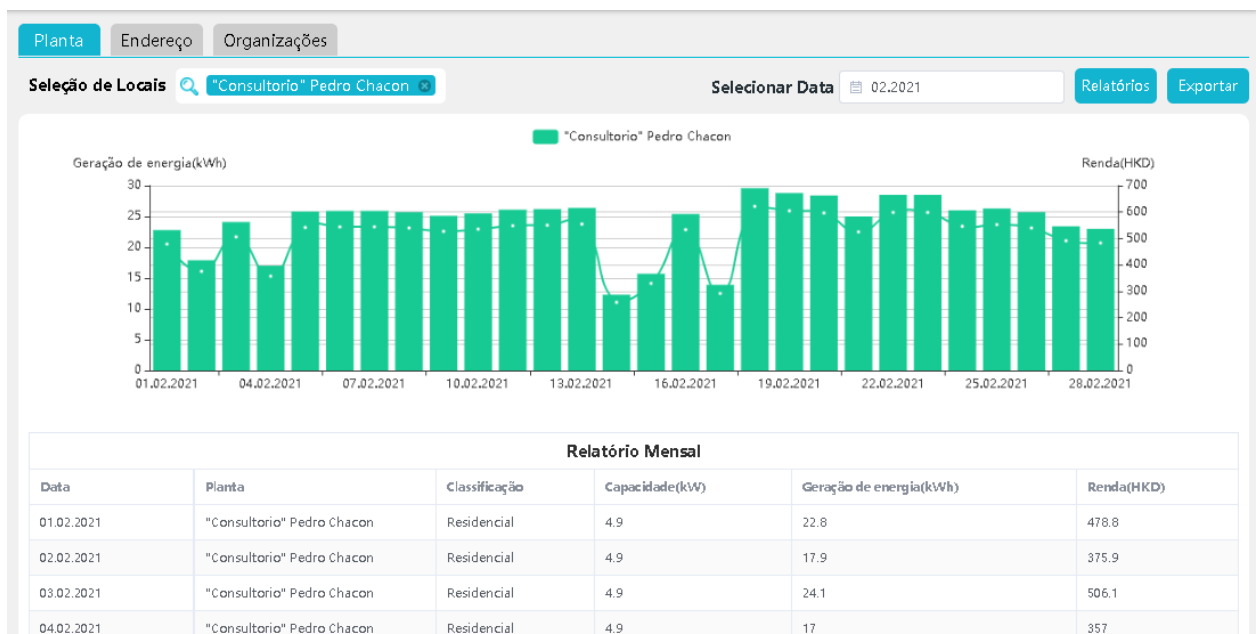 Planta Endereço Organizações
Seleção de Locais "Consultorio" Pedro Chacon Selecionar Data 02.2021 Relatórios Exportar
"Consultorio" Pedro Chacon
Geração de energia(kWh) Renda(HKD)
30 700
25 600
20 500
15 400
10 300
5 200
0 100
0
01.02.2021 04.02.2021 07.02.2021 10.02.2021 13.02.2021 16.02.2021 19.02.2021 22.02.2021 25.02.2021 28.02.2021
Relatório Mensal
Data Planta Classificação Capacidade(kW) Geração de energia(kWh) Renda(HKD)
01.02.2021 "Consultorio" Pedro Chacon Residencial 4.9 22.8 478.8
02.02.2021 "Consultorio" Pedro Chacon Residencial 4.9 17.9 375.9
03.02.2021 "Consultorio" Pedro Chacon Residencial 4.9 24.1 506.1
04.02.2021 "Consultorio" Pedro Chacon Residencial 4.9 17 357